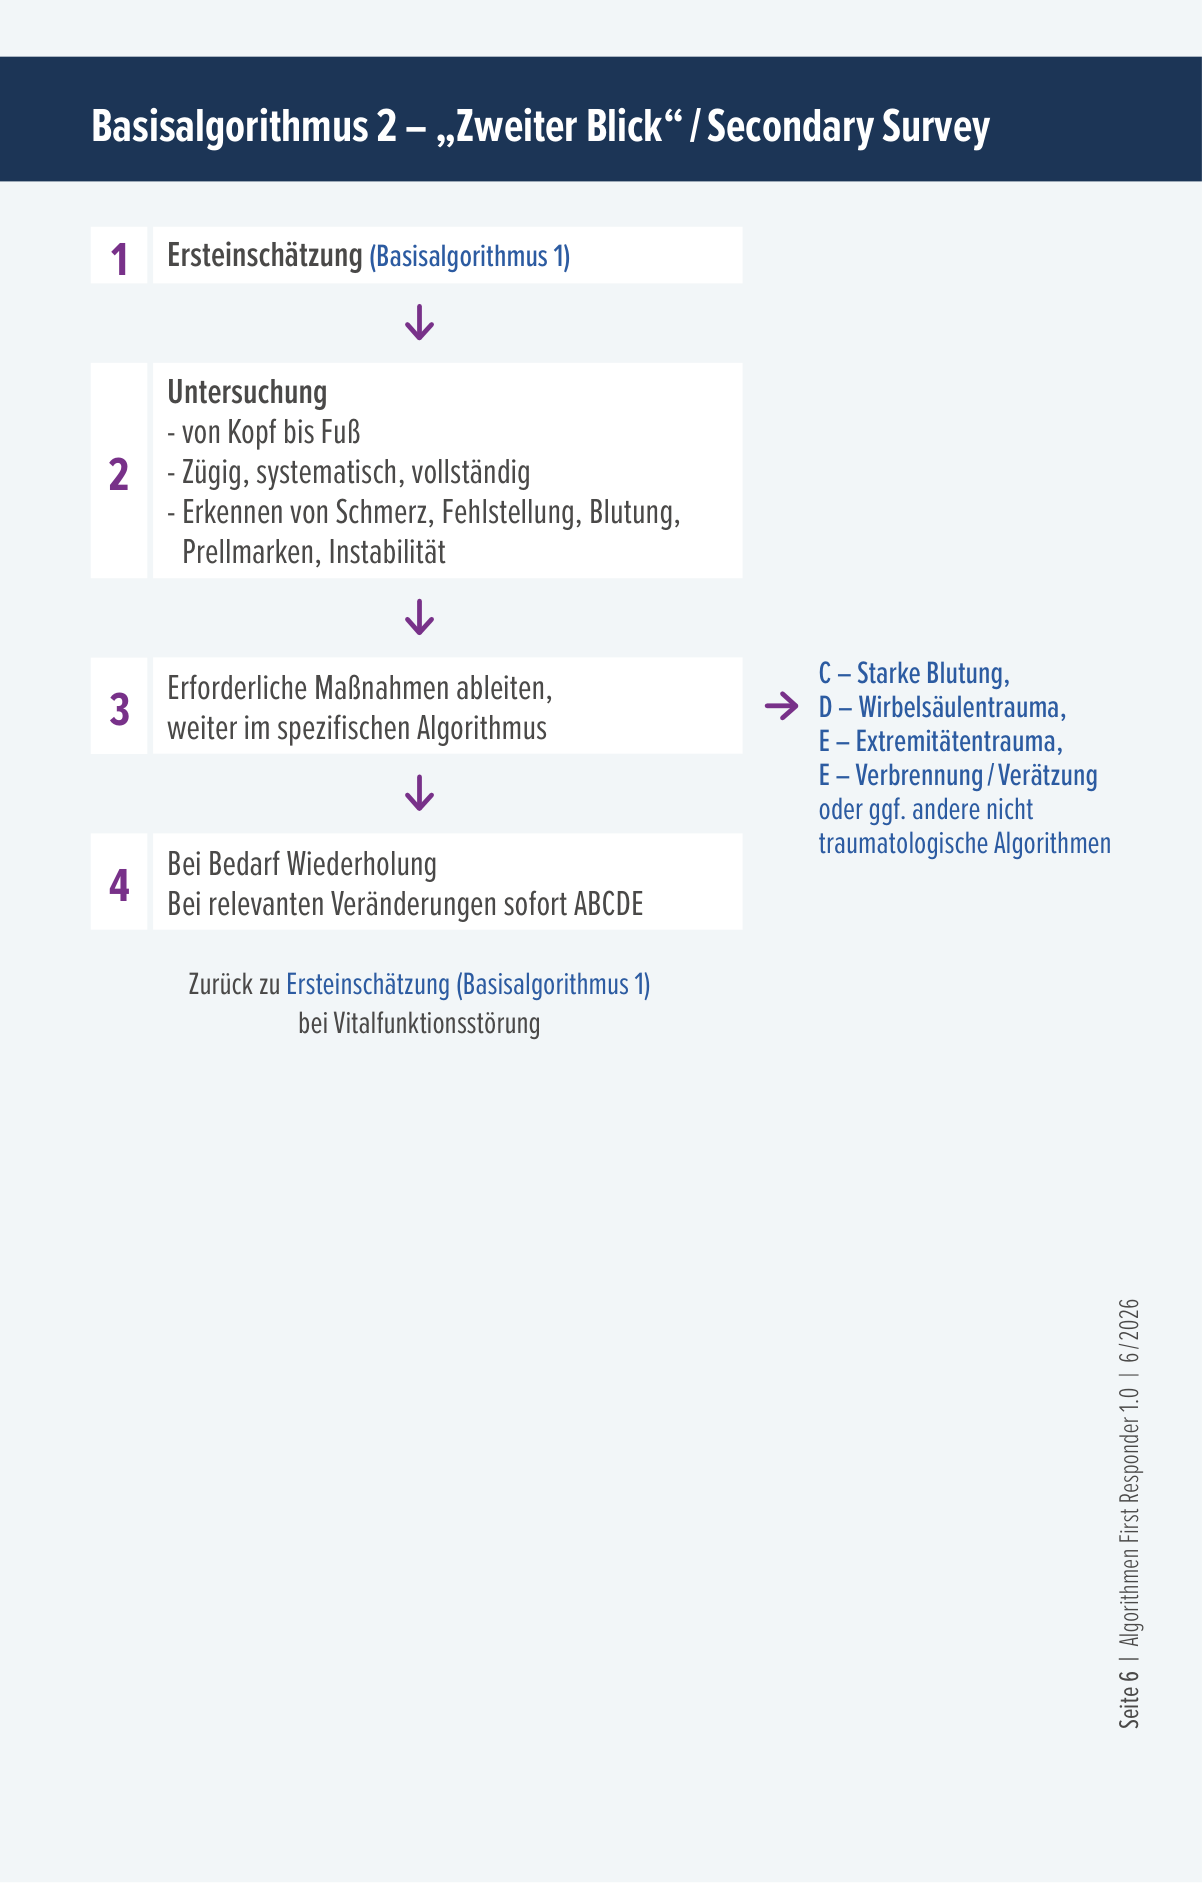 Basisalgorithmus 2 – „Zweiter Blick“ / Secondary Survey
1 Ersteinschätzung (Basisalgorithmus 1)
2
Untersuchung
- von Kopf bis Fuß
- Zügig, systematisch, vollständig
- Erkennen von Schmerz, Fehlstellung, Blutung,
Prellmarken, Instabilität
3
Erforderliche Maßnahmen ableiten,
weiter im spezifischen Algorithmus
C – Starke Blutung,
D – Wirbelsäulentrauma,
E – Extremitätentrauma,
E – Verbrennung / Verätzung
oder ggf. andere nicht
traumatologische Algorithmen
4
Bei Bedarf Wiederholung
Bei relevanten Veränderungen sofort ABCDE
Zurück zu Ersteinschätzung (Basisalgorithmus 1)
bei Vitalfunktionsstörung
Seite 6 | Algorithmen First Responder 1.0 | 6 / 2026